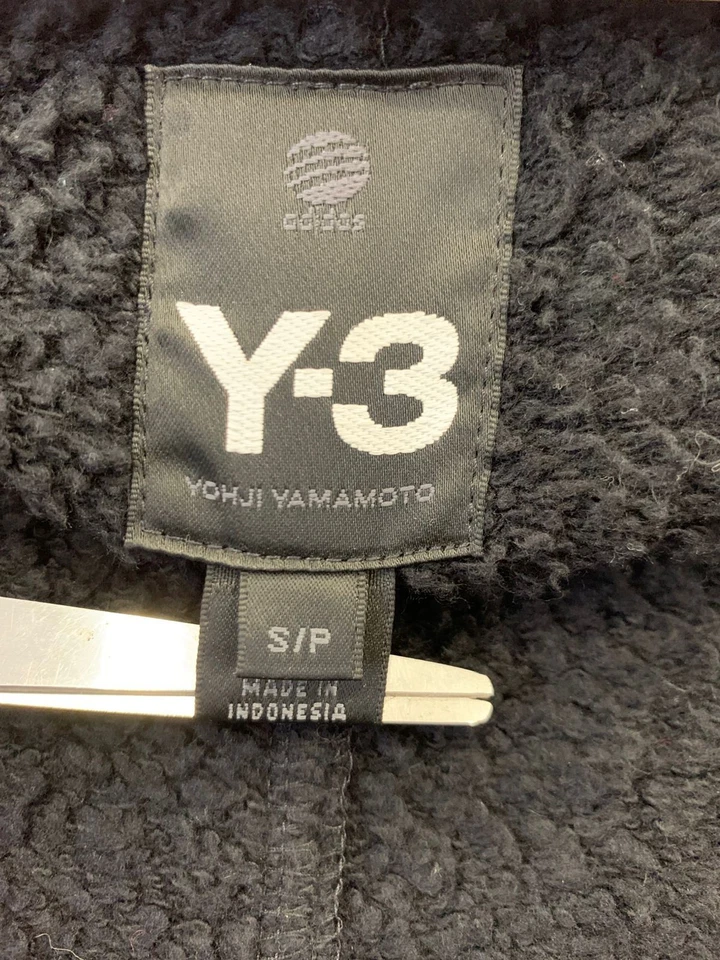 adidas
Y-3
YOHJI YAMAMOTO
S/P
MADE IN
INDONESIA